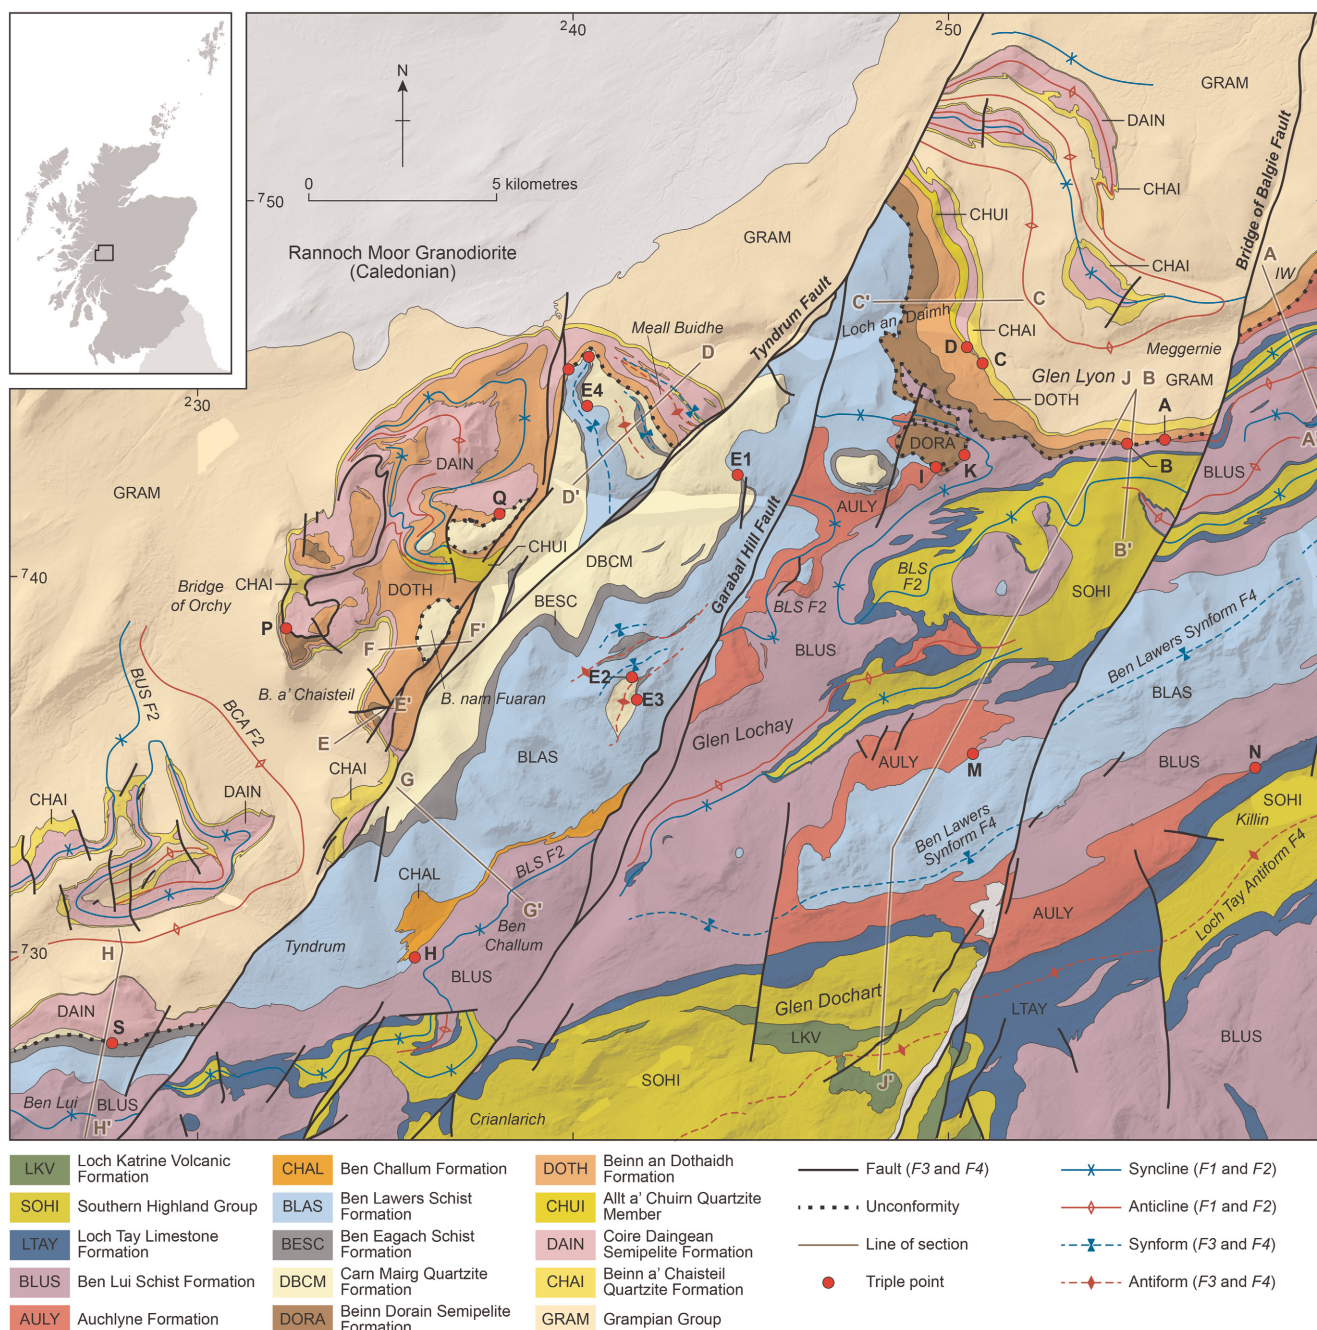 ²40
²50
N
0
5 kilometres
⁷50
Rannoch Moor Granodiorite
(Caledonian)
GRAM
GRAM
DAIN
CHAI
CHUI
CHAI
Bridge of Balgie Fault
A
IW
C'
C
Loch an Daimh
CHAI
Tyndrum Fault
Meall Buidhe
D
D
C
Meggernie
Glen Lyon
J
B
GRAM
²30
E4
DOTH
A
A'
GRAM
DAIN
DORA
B
BLUS
E1
I
K
D'
Q
AULY
CHUI
B'
⁷40
Bridge
of Orchy
CHAI
DOTH
DBCM
Garabal Hill Fault
BLS
F2
SOHI
BESC
BLS F2
Ben Lawers Synform F4
P
F
F'
BLUS
B. a' Chaisteil
B. nam Fuaran
E2
E3
BLAS
BUS F2
BCA F2
E'
E
Glen Lochay
BLAS
AULY
M
BLUS
N
CHAI
G
DAIN
CHAI
SOHI
Killin
Ben Lawers
Synform F4
BLS F2
CHAL
G'
Ben
Challum
AULY
Loch Tay Antiform F4
Tyndrum
⁷30
H
H
BLUS
DAIN
S
Glen Dochart
LTAY
LKV
BLUS
SOHI
J'
Ben Lui
BLUS
H'
Crianlarich
LKV
Loch Katrine Volcanic
Formation
SOHI
Southern Highland Group
LTAY
Loch Tay Limestone
Formation
BLUS
Ben Lui Schist Formation
AULY
Auchlyne Formation
CHAL
Ben Challum Formation
BLAS
Ben Lawers Schist
Formation
BESC
Ben Eagach Schist
Formation
DBCM
Carn Mairg Quartzite
Formation
DORA
Beinn Dorain Semipelite
Formation
DOTH
Beinn an Dothaidh
Formation
CHUI
Allt a' Chuirn Quartzite
Member
DAIN
Coire Daingean
Semipelite Formation
CHAI
Beinn a' Chaisteil
Quartzite Formation
GRAM
Grampian Group
Fault (F3 and F4)
Unconformity
Line of section
Triple point
Syncline (F1 and F2)
Anticline (F1 and F2)
Synform (F3 and F4)
Antiform (F3 and F4)